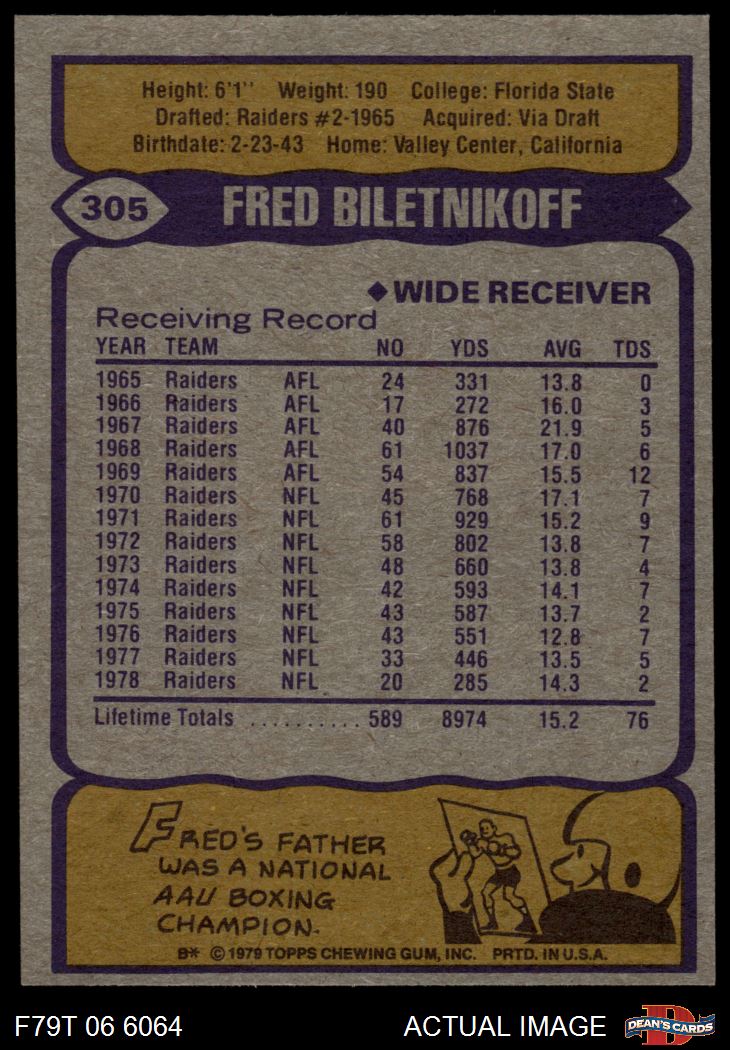 Height: 6'1" Weight: 190 College: Florida State
Drafted: Raiders #2-1965 Acquired: Via Draft
Birthdate: 2-23-43 Home: Valley Center, California
305 FRED BILETNIKOFF
◆WIDE RECEIVER
Receiving Record
YEAR TEAM NO YDS AVG TDS
1965 Raiders AFL 24 331 13.8 0
1966 Raiders AFL 17 272 16.0 3
1967 Raiders AFL 40 876 21.9 5
1968 Raiders AFL 61 1037 17.0 6
1969 Raiders AFL 54 837 15.5 12
1970 Raiders NFL 45 768 17.1 7
1971 Raiders NFL 61 929 15.2 9
1972 Raiders NFL 58 802 13.8 7
1973 Raiders NFL 48 660 13.8 4
1974 Raiders NFL 42 593 14.1 7
1975 Raiders NFL 43 587 13.7 2
1976 Raiders NFL 43 551 12.8 7
1977 Raiders NFL 33 446 13.5 5
1978 Raiders NFL 20 285 14.3 2
Lifetime Totals .......... 589 8974 15.2 76
FRED'S FATHER
WAS A NATIONAL
AAU BOXING
CHAMPION.
B* © 1979 TOPPS CHEWING GUM, INC. PRTD. IN U.S.A.
F79T 06 6064 ACTUAL IMAGE D DEAN'S CARDS